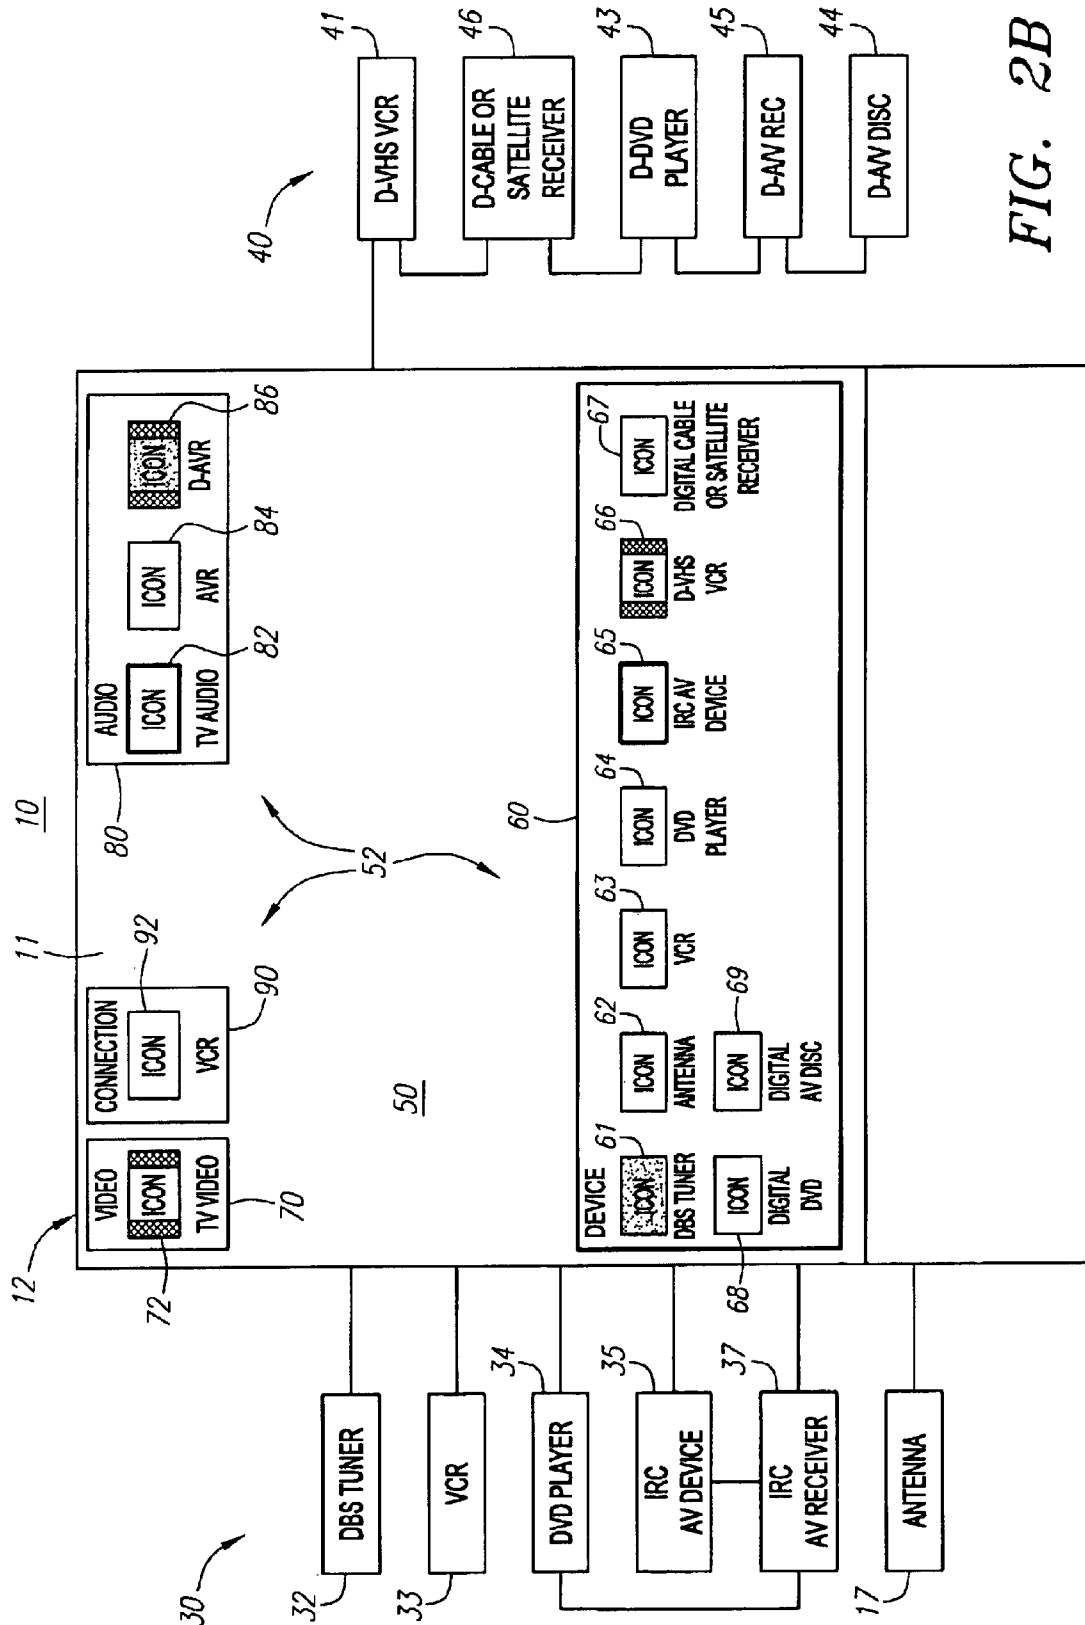 10
12
11
VIDEO
ICON
TV VIDEO
72
70
CONNECTION
ICON
VCR
92
90
AUDIO
ICON
TV AUDIO
82
ICON
AVR
84
ICON
D-AVR
86
80
52
50
60
DEVICE
ICON
DBS TUNER
61
ICON
ANTENNA
62
ICON
VCR
63
ICON
DVD
PLAYER
64
ICON
IRC AV
DEVICE
65
ICON
D-VHS
VCR
66
ICON
DIGITAL CABLE
OR SATELLITE
RECEIVER
67
ICON
DIGITAL
DVD
68
ICON
DIGITAL
AV DISC
69
30
DBS TUNER
32
VCR
33
DVD PLAYER
34
IRC
AV DEVICE
35
IRC
AV RECEIVER
37
ANTENNA
17
40
D-VHS VCR
41
D-CABLE OR
SATELLITE
RECEIVER
46
D-DVD
PLAYER
43
D-A/V REC
45
D-A/V DISC
44
FIG. 2B